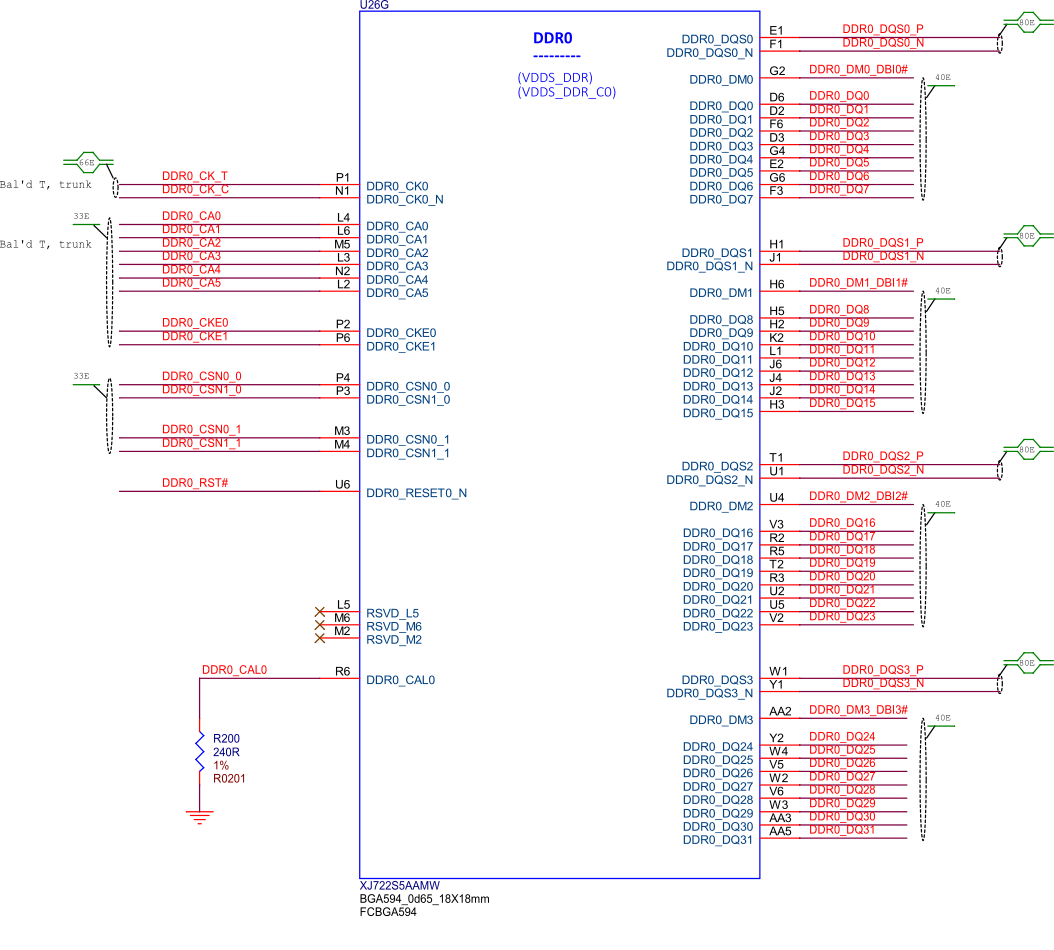 U26G
DDR0
---------
(VDDS_DDR)
(VDDS_DDR_C0)
66E
Bal'd T, trunk
DDR0_CK_T P1 DDR0_CK0
DDR0_CK_C N1 DDR0_CK0_N
33E
Bal'd T, trunk
DDR0_CA0 L4 DDR0_CA0
DDR0_CA1 L6 DDR0_CA1
DDR0_CA2 M5 DDR0_CA2
DDR0_CA3 L3 DDR0_CA3
DDR0_CA4 N2 DDR0_CA4
DDR0_CA5 L2 DDR0_CA5
DDR0_CKE0 P2 DDR0_CKE0
DDR0_CKE1 P6 DDR0_CKE1
33E
DDR0_CSN0_0 P4 DDR0_CSN0_0
DDR0_CSN1_0 P3 DDR0_CSN1_0
DDR0_CSN0_1 M3 DDR0_CSN0_1
DDR0_CSN1_1 M4 DDR0_CSN1_1
DDR0_RST# U6 DDR0_RESET0_N
L5 RSVD_L5
M6 RSVD_M6
M2 RSVD_M2
DDR0_CAL0 R6 DDR0_CAL0
R200
240R
1%
R0201
80E
DDR0_DQS0 E1 DDR0_DQS0_P
DDR0_DQS0_N F1 DDR0_DQS0_N
DDR0_DM0 G2 DDR0_DM0_DBI0#
40E
DDR0_DQ0 D6 DDR0_DQ0
DDR0_DQ1 D2 DDR0_DQ1
DDR0_DQ2 F6 DDR0_DQ2
DDR0_DQ3 D3 DDR0_DQ3
DDR0_DQ4 G4 DDR0_DQ4
DDR0_DQ5 E2 DDR0_DQ5
DDR0_DQ6 G6 DDR0_DQ6
DDR0_DQ7 F3 DDR0_DQ7
80E
DDR0_DQS1 H1 DDR0_DQS1_P
DDR0_DQS1_N J1 DDR0_DQS1_N
DDR0_DM1 H6 DDR0_DM1_DBI1#
40E
DDR0_DQ8 H5 DDR0_DQ8
DDR0_DQ9 H2 DDR0_DQ9
DDR0_DQ10 K2 DDR0_DQ10
DDR0_DQ11 L1 DDR0_DQ11
DDR0_DQ12 J6 DDR0_DQ12
DDR0_DQ13 J4 DDR0_DQ13
DDR0_DQ14 J2 DDR0_DQ14
DDR0_DQ15 H3 DDR0_DQ15
80E
DDR0_DQS2 T1 DDR0_DQS2_P
DDR0_DQS2_N U1 DDR0_DQS2_N
DDR0_DM2 U4 DDR0_DM2_DBI2#
40E
DDR0_DQ16 V3 DDR0_DQ16
DDR0_DQ17 R2 DDR0_DQ17
DDR0_DQ18 R5 DDR0_DQ18
DDR0_DQ19 T2 DDR0_DQ19
DDR0_DQ20 R3 DDR0_DQ20
DDR0_DQ21 U2 DDR0_DQ21
DDR0_DQ22 U5 DDR0_DQ22
DDR0_DQ23 V2 DDR0_DQ23
80E
DDR0_DQS3 W1 DDR0_DQS3_P
DDR0_DQS3_N Y1 DDR0_DQS3_N
DDR0_DM3 AA2 DDR0_DM3_DBI3#
40E
DDR0_DQ24 Y2 DDR0_DQ24
DDR0_DQ25 W4 DDR0_DQ25
DDR0_DQ26 V5 DDR0_DQ26
DDR0_DQ27 W2 DDR0_DQ27
DDR0_DQ28 V6 DDR0_DQ28
DDR0_DQ29 W3 DDR0_DQ29
DDR0_DQ30 AA3 DDR0_DQ30
DDR0_DQ31 AA5 DDR0_DQ31
XJ722S5AAMW
BGA594_0d65_18X18mm
FCBGA594